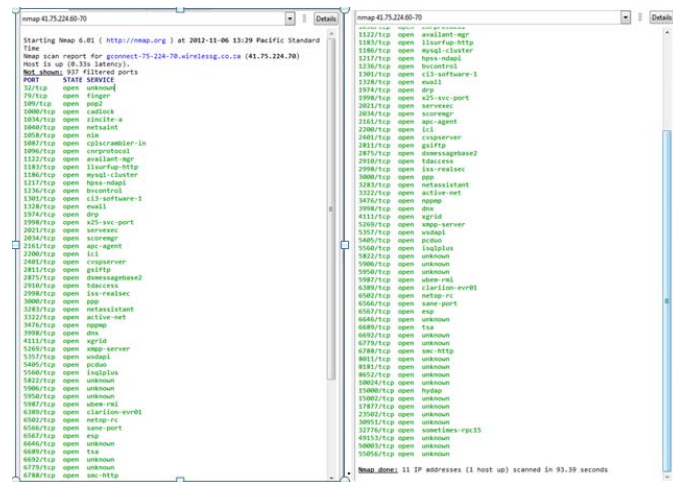 nmap 41.75.224.60-70
Details
Starting Nmap 6.01 ( http://nmap.org ) at 2012-11-06 13:29 Pacific Standard
Time
Nmap scan report for gconnect-75-224-70.wirelessg.co.za (41.75.224.70)
Host is up (0.33s latency).
Not shown: 937 filtered ports
PORT STATE SERVICE
32/tcp open unknown
79/tcp open finger
109/tcp open pop2
1000/tcp open cadlock
1034/tcp open zincite-a
1040/tcp open netsaint
1058/tcp open nim
1087/tcp open cplscrambler-in
1096/tcp open cnrprotocol
1122/tcp open availant-mgr
1183/tcp open llsurfup-http
1186/tcp open mysql-cluster
1217/tcp open hpss-ndapi
1236/tcp open bvcontrol
1301/tcp open ci3-software-1
1328/tcp open ewall
1974/tcp open drp
1998/tcp open x25-svc-port
2021/tcp open servexec
2034/tcp open scoremgr
2161/tcp open apc-agent
2200/tcp open ici
2401/tcp open cvspserver
2811/tcp open gsiftp
2875/tcp open dxmessagebase2
2910/tcp open tdaccess
2998/tcp open iss-realsec
3000/tcp open ppp
3283/tcp open netassistant
3322/tcp open active-net
3476/tcp open nppmp
3998/tcp open dnx
4111/tcp open xgrid
5269/tcp open xmpp-server
5357/tcp open wsdapi
5405/tcp open pcduo
5560/tcp open isqlplus
5822/tcp open unknown
5906/tcp open unknown
5950/tcp open unknown
5987/tcp open wbem-rmi
6389/tcp open clariion-evr01
6502/tcp open netop-rc
6566/tcp open sane-port
6567/tcp open esp
6646/tcp open unknown
6689/tcp open tsa
6692/tcp open unknown
6779/tcp open unknown
6788/tcp open smc-http
nmap 41.75.224.60-70
Details
1122/tcp open availant-mgr
1183/tcp open llsurfup-http
1186/tcp open mysql-cluster
1217/tcp open hpss-ndapi
1236/tcp open bvcontrol
1301/tcp open ci3-software-1
1328/tcp open ewall
1974/tcp open drp
1998/tcp open x25-svc-port
2021/tcp open servexec
2034/tcp open scoremgr
2161/tcp open apc-agent
2200/tcp open ici
2401/tcp open cvspserver
2811/tcp open gsiftp
2875/tcp open dxmessagebase2
2910/tcp open tdaccess
2998/tcp open iss-realsec
3000/tcp open ppp
3283/tcp open netassistant
3322/tcp open active-net
3476/tcp open nppmp
3998/tcp open dnx
4111/tcp open xgrid
5269/tcp open xmpp-server
5357/tcp open wsdapi
5405/tcp open pcduo
5560/tcp open isqlplus
5822/tcp open unknown
5906/tcp open unknown
5950/tcp open unknown
5987/tcp open wbem-rmi
6389/tcp open clariion-evr01
6502/tcp open netop-rc
6566/tcp open sane-port
6567/tcp open esp
6646/tcp open unknown
6689/tcp open tsa
6692/tcp open unknown
6779/tcp open unknown
6788/tcp open smc-http
8011/tcp open unknown
8181/tcp open unknown
8652/tcp open unknown
10024/tcp open unknown
15000/tcp open hydap
15002/tcp open unknown
17877/tcp open unknown
23502/tcp open unknown
30951/tcp open unknown
32776/tcp open sometimes-rpc15
49153/tcp open unknown
50003/tcp open unknown
55056/tcp open unknown
Nmap done: 11 IP addresses (1 host up) scanned in 93.39 seconds